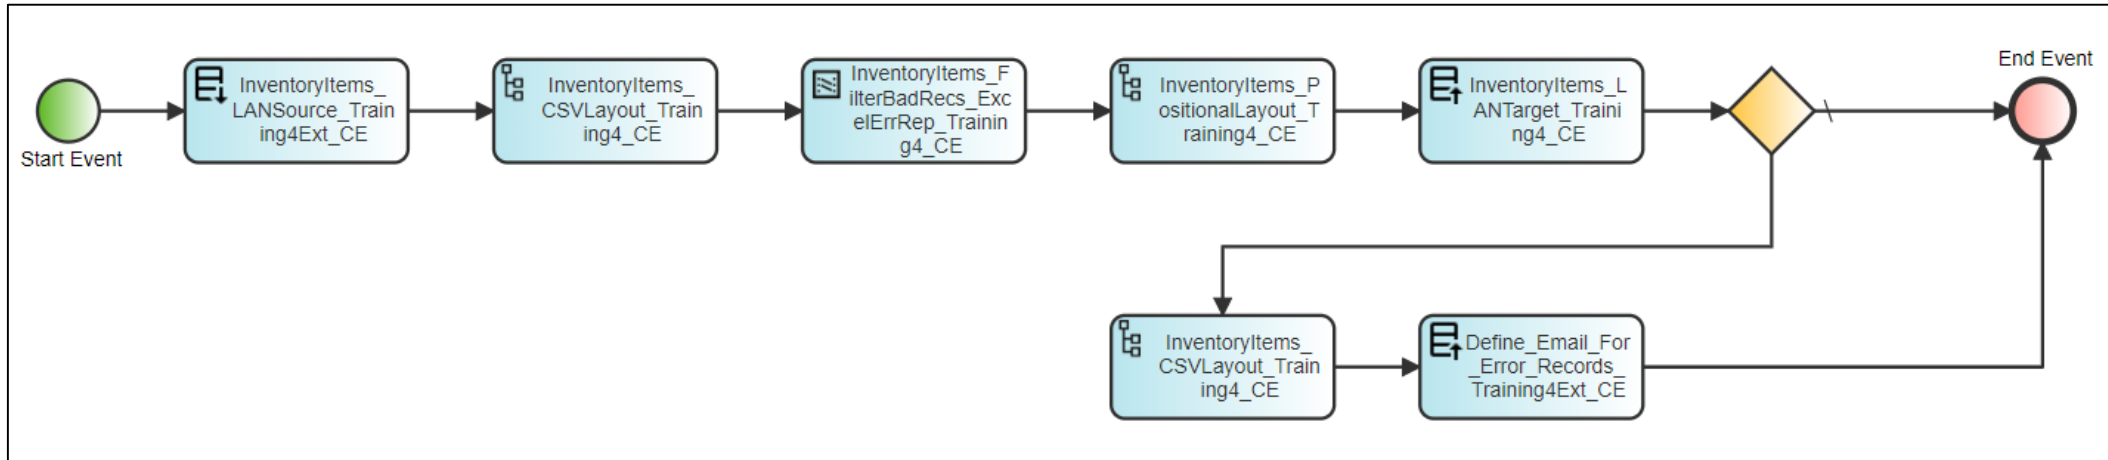 Start Event
InventoryItems_
LANSource_Train
ing4Ext_CE
InventoryItems_
CSVLayout_Train
ing4_CE
InventoryItems_F
ilterBadRecs_Exc
elErrRep_Trainin
g4_CE
InventoryItems_P
ositionalLayout_T
raining4_CE
InventoryItems_L
ANTarget_Traini
ng4_CE
End Event
InventoryItems_
CSVLayout_Train
ing4_CE
Define_Email_For
_Error_Records_
Training4Ext_CE